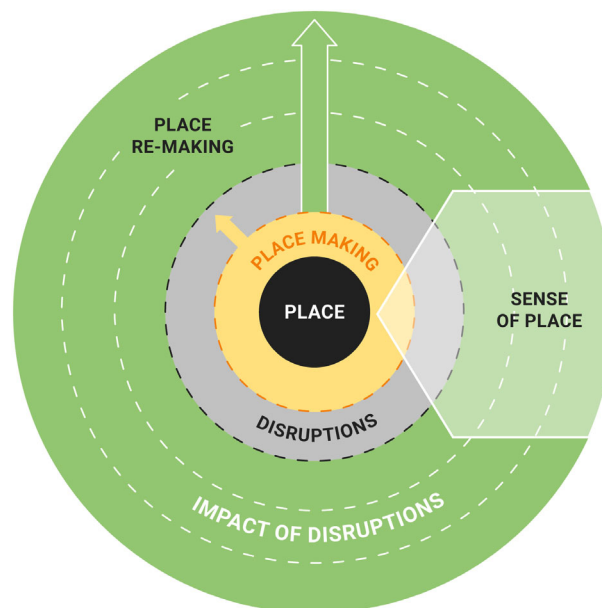 PLACE
RE-MAKING
PLACE MAKING
PLACE
SENSE
OF PLACE
DISRUPTIONS
IMPACT OF DISRUPTIONS